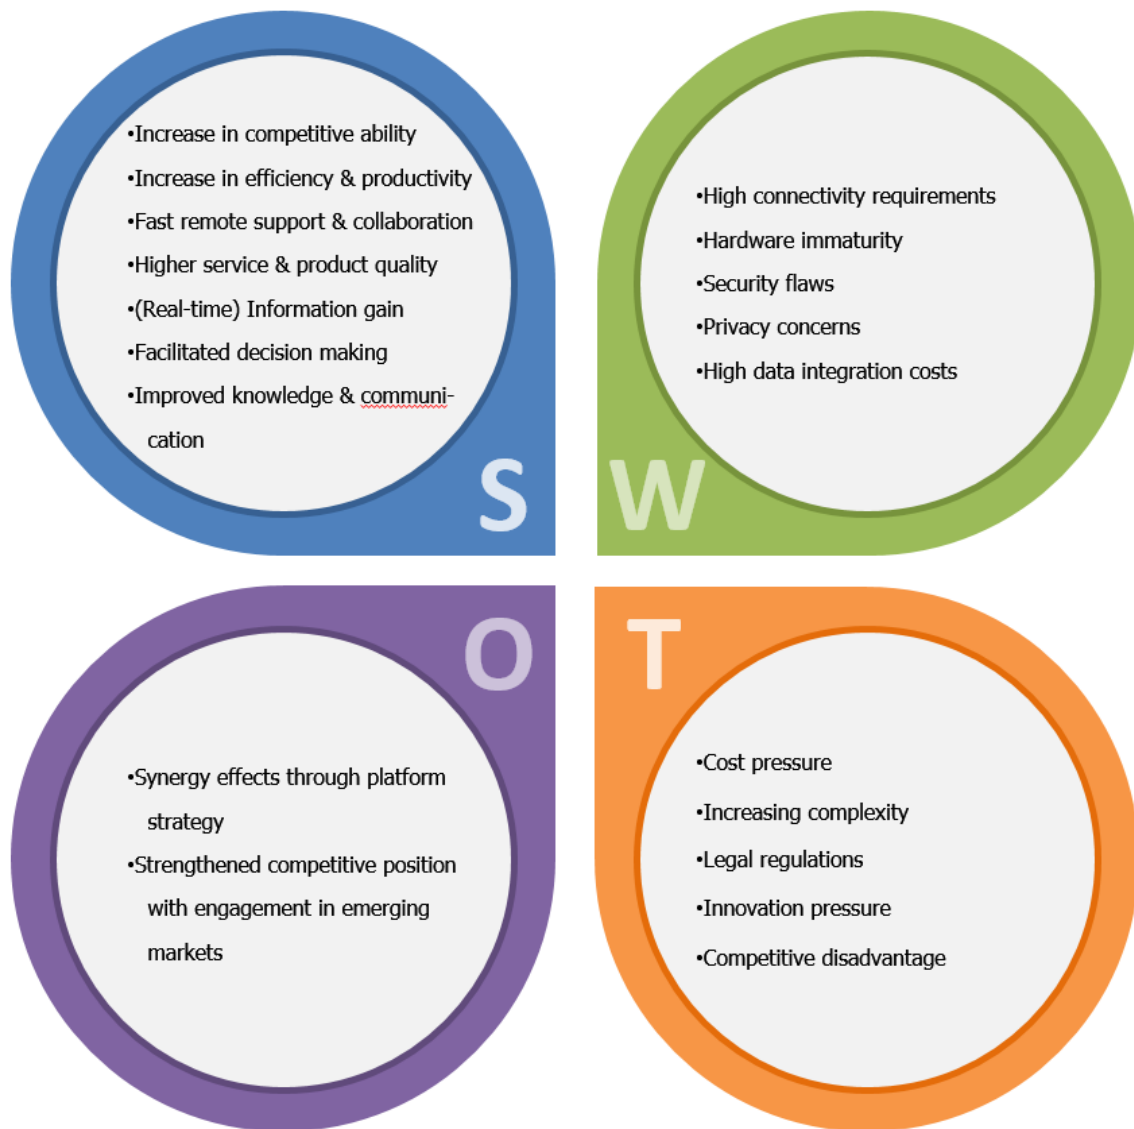 •Increase in competitive ability
•Increase in efficiency & productivity
•Fast remote support & collaboration
•Higher service & product quality
•(Real-time) Information gain
•Facilitated decision making
•Improved knowledge & communi-
cation
S
•High connectivity requirements
•Hardware immaturity
•Security flaws
•Privacy concerns
•High data integration costs
W
O
•Synergy effects through platform
strategy
•Strengthened competitive position
with engagement in emerging
markets
T
•Cost pressure
•Increasing complexity
•Legal regulations
•Innovation pressure
•Competitive disadvantage